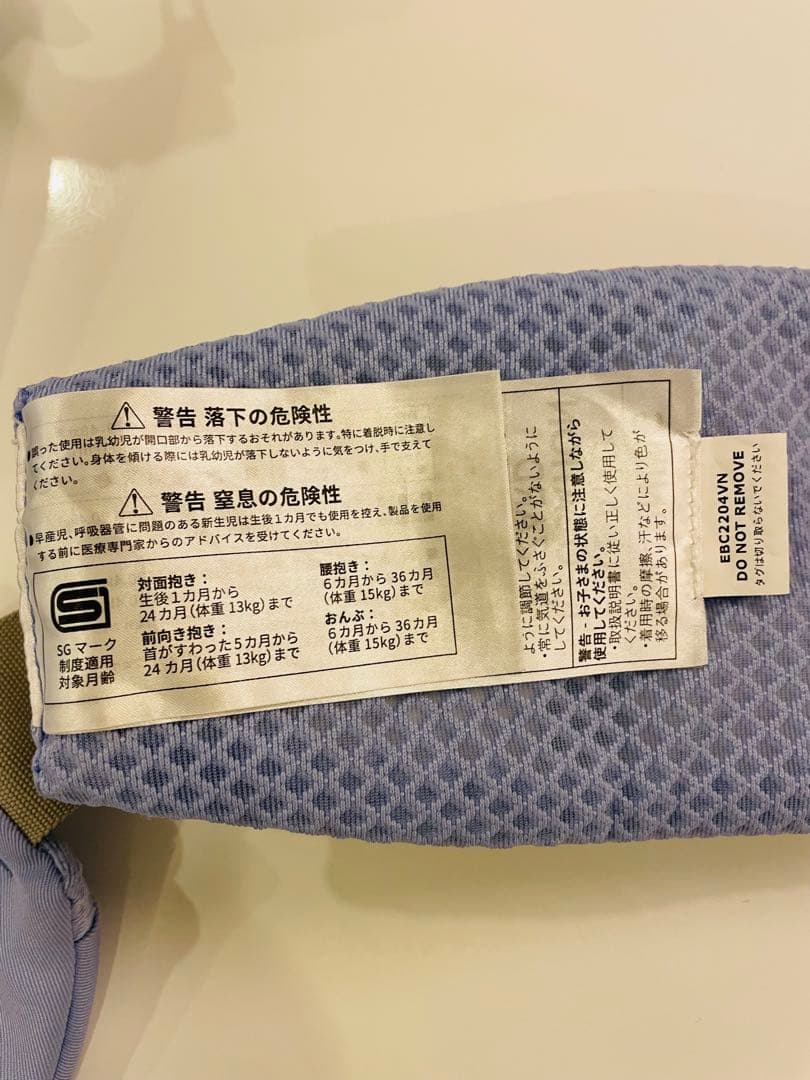 警告 落下の危険性
●誤った使用は乳幼児が開口部から落下するおそれがあります。特に着脱時に注意し
てください。身体を傾ける際には乳幼児が落下しないように気をつけ、手で支えて
ください。
警告 窒息の危険性
●早産児、呼吸器管に問題のある新生児は生後1カ月でも使用を控え、製品を使用
する前に医療専門家からのアドバイスを受けてください。
SGマーク
制度適用
対象月齢
対面抱き：
生後1カ月から
24カ月(体重13kg)まで
前向き抱き：
首がすわった5カ月から
24カ月(体重13kg)まで
腰抱き：
6カ月から36カ月
(体重15kg)まで
おんぶ：
6カ月から36カ月
(体重15kg)まで
ように調節してください。
・常に気道をふさぐことがないように
してください。
警告 - お子さまの状態に注意しながら
使用してください。
・取扱説明書に従い正しく使用して
ください。
・着用時の摩擦、汗などにより色が
移る場合があります。
EBC2204VN
DO NOT REMOVE
タグは切り取らないでください